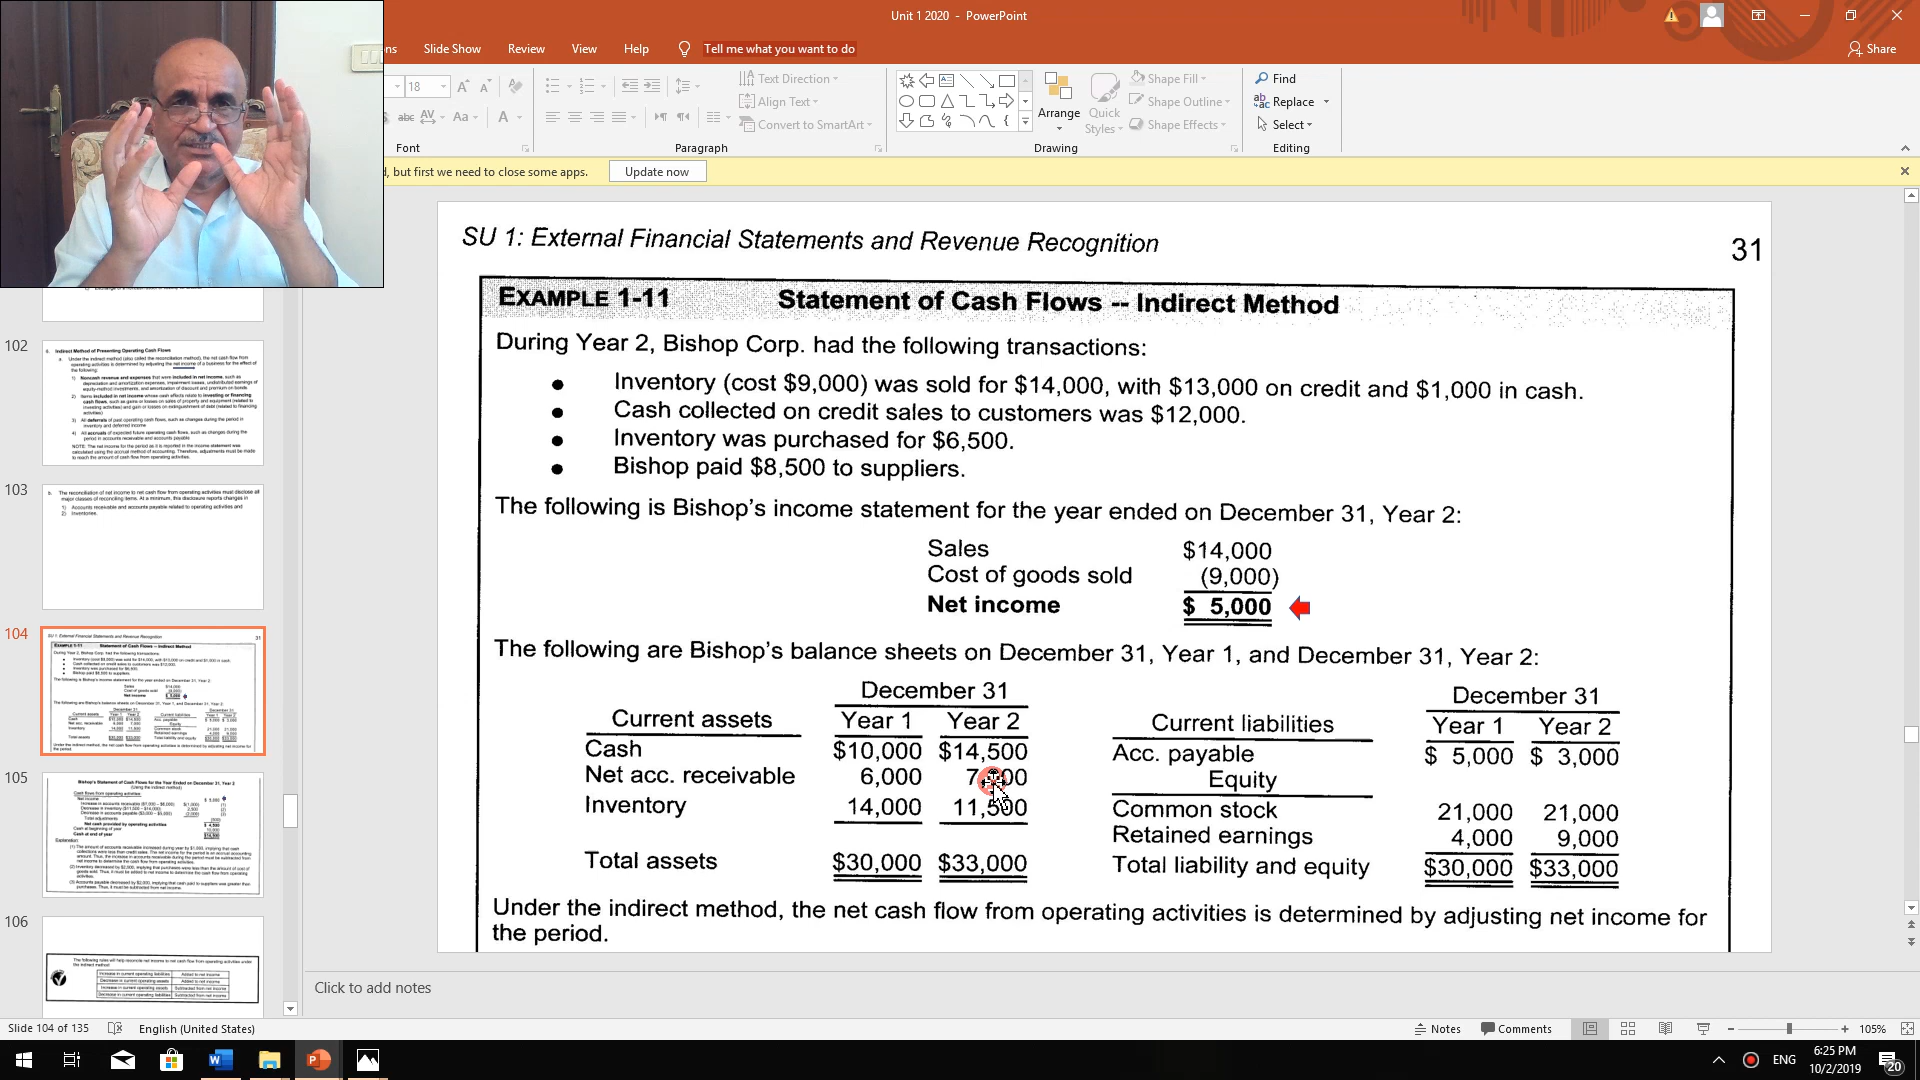 Unit 1 2020 - PowerPoint
Slide Show Review View Help Tell me what you want to do Share
18 Text Direction Shape Fill Find
Align Text Arrange Quick Styles Shape Outline Replace
abc AV Aa A Convert to SmartArt Shape Effects Select
Font Paragraph Drawing Editing
, but first we need to close some apps. Update now
SU 1: External Financial Statements and Revenue Recognition 31
EXAMPLE 1-11 Statement of Cash Flows -- Indirect Method
During Year 2, Bishop Corp. had the following transactions:
● Inventory (cost $9,000) was sold for $14,000, with $13,000 on credit and $1,000 in cash.
● Cash collected on credit sales to customers was $12,000.
● Inventory was purchased for $6,500.
● Bishop paid $8,500 to suppliers.
The following is Bishop's income statement for the year ended on December 31, Year 2:
Sales $14,000
Cost of goods sold (9,000)
Net income $ 5,000
The following are Bishop's balance sheets on December 31, Year 1, and December 31, Year 2:
December 31 December 31
Current assets Year 1 Year 2 Current liabilities Year 1 Year 2
Cash $10,000 $14,500 Acc. payable $ 5,000 $ 3,000
Net acc. receivable 6,000 Equity
Inventory 14,000 11,500 Common stock 21,000 21,000
Retained earnings 4,000 9,000
Total assets $30,000 $33,000 Total liability and equity $30,000 $33,000
Under the indirect method, the net cash flow from operating activities is determined by adjusting net income for
the period.
102
103
104
105
106
Click to add notes
Slide 104 of 135 English (United States) Notes Comments 105%
ENG 6:25 PM
10/2/2019 20